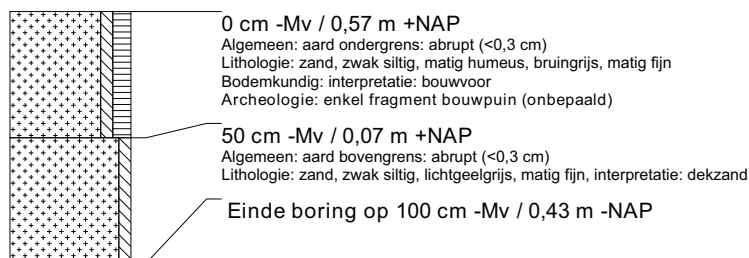 0 cm -Mv / 0,57 m +NAP
Algemeen: aard ondergrens: abrupt (<0,3 cm)
Lithologie: zand, zwak siltig, matig humeus, bruingrijs, matig fijn
Bodemkundig: interpretatie: bouwvoor
Archeologie: enkel fragment bouwpuin (onbepaald)
50 cm -Mv / 0,07 m +NAP
Algemeen: aard bovengrens: abrupt (<0,3 cm)
Lithologie: zand, zwak siltig, lichtgeelgrijs, matig fijn, interpretatie: dekzand
Einde boring op 100 cm -Mv / 0,43 m -NAP